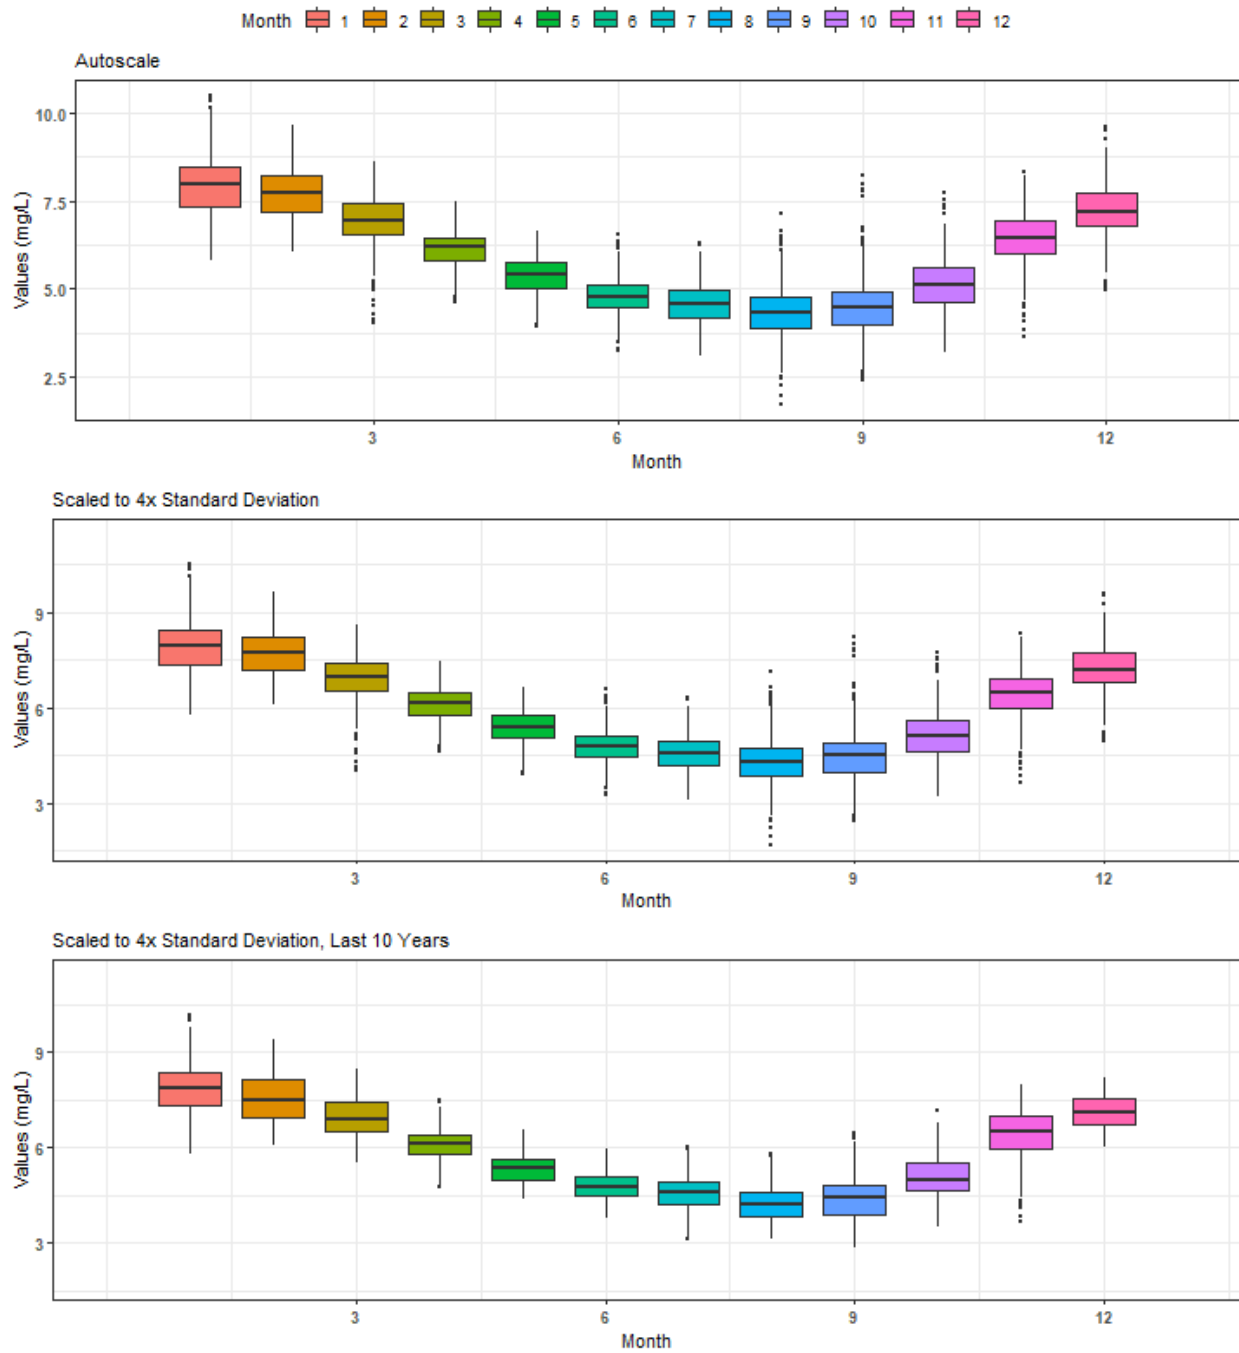 Month 1 2 3 4 5 6 7 8 9 10 11 12
Autoscale
Values (mg/L)
10.0
7.5
5.0
2.5
3 6 9 12
Month
Scaled to 4x Standard Deviation
Values (mg/L)
9
6
3
3 6 9 12
Month
Scaled to 4x Standard Deviation, Last 10 Years
Values (mg/L)
9
6
3
3 6 9 12
Month